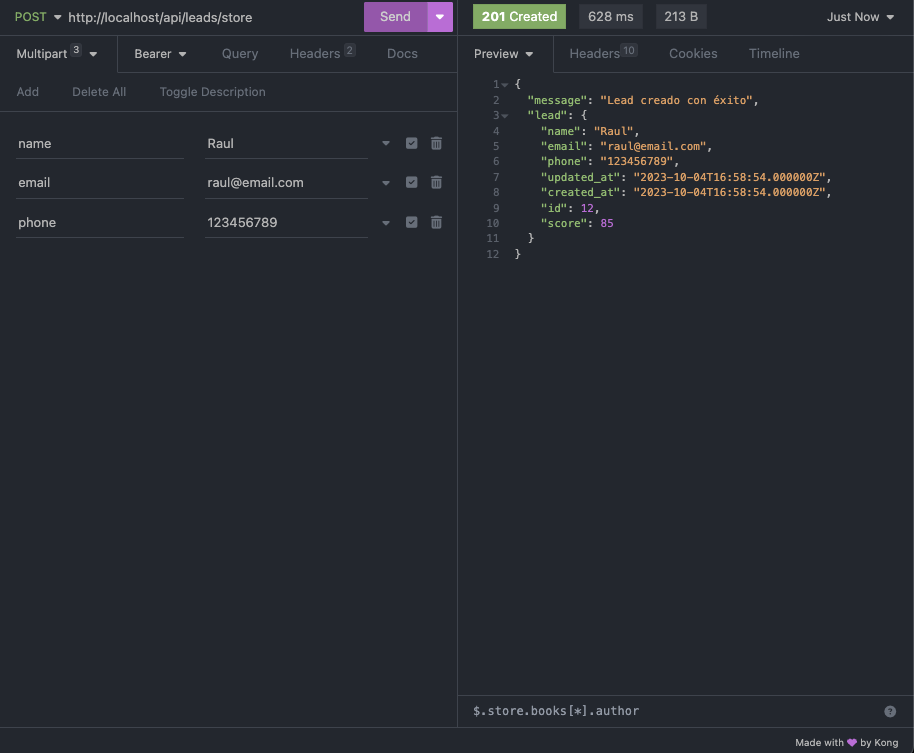 POST http://localhost/api/leads/store Send
201 Created 628 ms 213 B Just Now
Multipart 3 Bearer Query Headers 2 Docs
Preview Headers 10 Cookies Timeline
Add Delete All Toggle Description
name Raul
email raul@email.com
phone 123456789
1 {
2 "message": "Lead creado con éxito",
3 "lead": {
4 "name": "Raul",
5 "email": "raul@email.com",
6 "phone": "123456789",
7 "updated_at": "2023-10-04T16:58:54.000000Z",
8 "created_at": "2023-10-04T16:58:54.000000Z",
9 "id": 12,
10 "score": 85
11 }
12 }
$.store.books[*].author ?
Made with 💜 by Kong